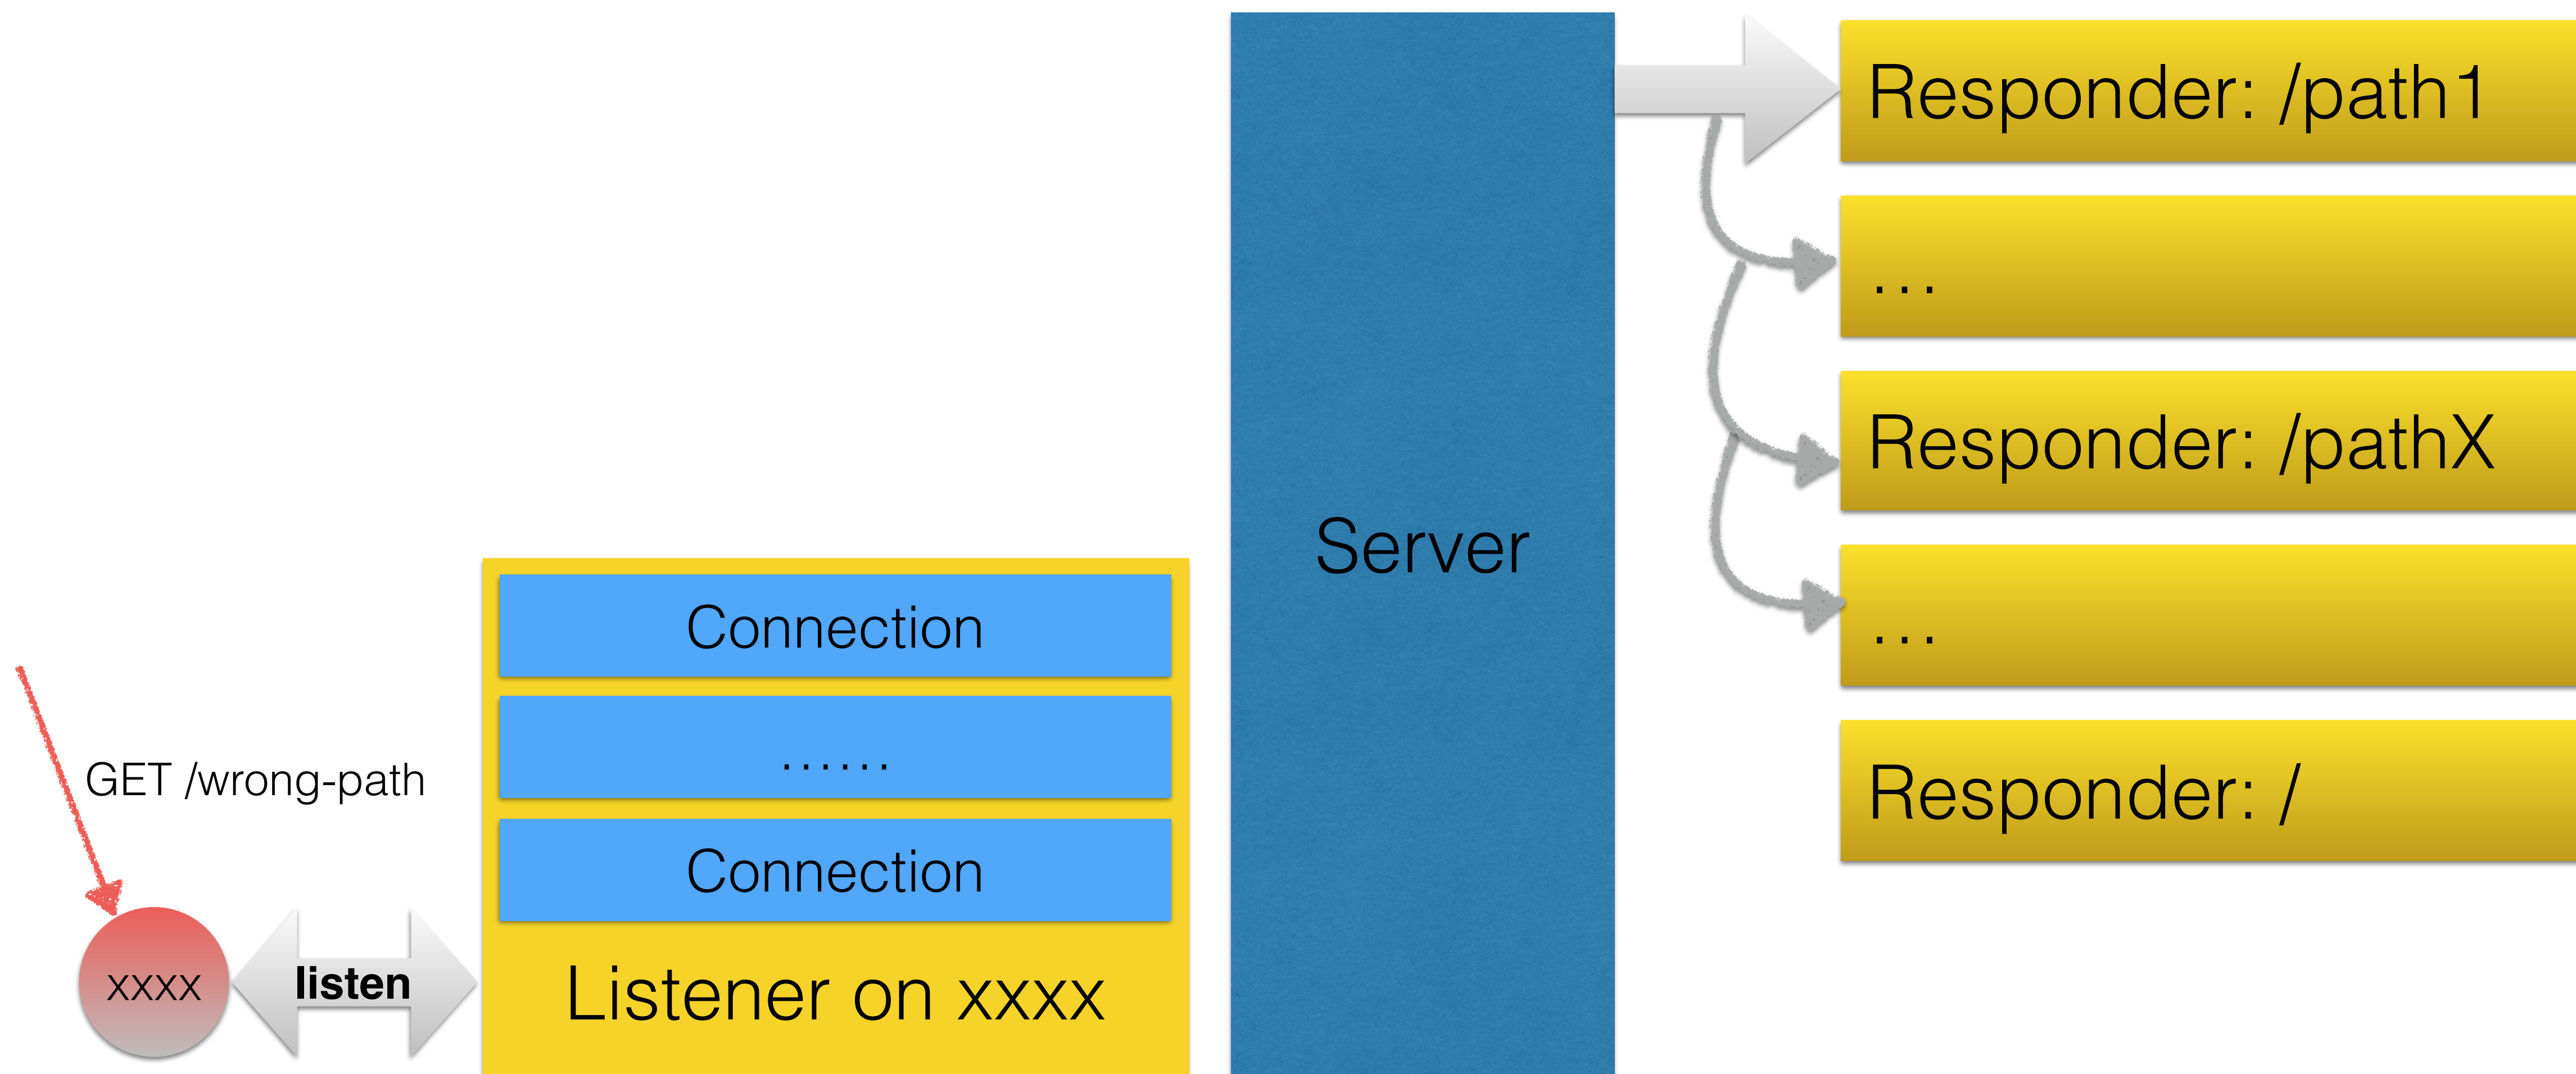 Responder: /path1
...
Responder: /pathX
Server
Connection
...
......
GET /wrong-path
Responder: /
Connection
xxxx
listen
Listener on xxxx